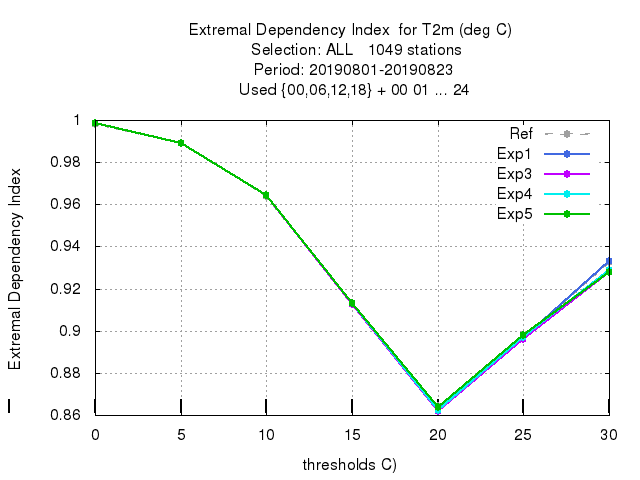 Extremal Dependency Index  for T2m (deg C)
Selection: ALL   1049 stations
Period: 20190801-20190823
Used {00,06,12,18} + 00 01 ... 24
Extremal Dependency Index
1
0.98
0.96
0.94
0.92
0.9
0.88
0.86
Ref
Exp1
Exp3
Exp4
Exp5
0 5 10 15 20 25 30
thresholds C)